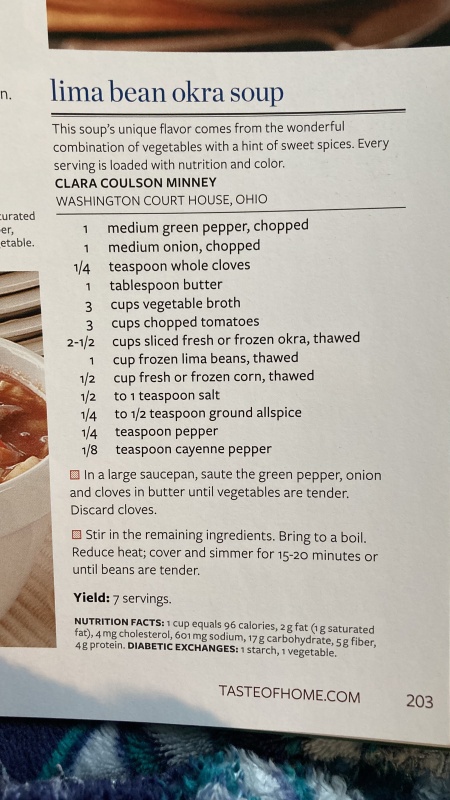 n.
lima bean okra soup
This soup's unique flavor comes from the wonderful
combination of vegetables with a hint of sweet spices. Every
serving is loaded with nutrition and color.
CLARA COULSON MINNEY
WASHINGTON COURT HOUSE, OHIO
1 medium green pepper, chopped
1 medium onion, chopped
1/4 teaspoon whole cloves
1 tablespoon butter
3 cups vegetable broth
3 cups chopped tomatoes
2-1/2 cups sliced fresh or frozen okra, thawed
1 cup frozen lima beans, thawed
1/2 cup fresh or frozen corn, thawed
1/2 to 1 teaspoon salt
1/4 to 1/2 teaspoon ground allspice
1/4 teaspoon pepper
1/8 teaspoon cayenne pepper
In a large saucepan, saute the green pepper, onion
and cloves in butter until vegetables are tender.
Discard cloves.
Stir in the remaining ingredients. Bring to a boil.
Reduce heat; cover and simmer for 15-20 minutes or
until beans are tender.
Yield: 7 servings.
NUTRITION FACTS: 1 cup equals 96 calories, 2 g fat (1 g saturated
fat), 4 mg cholesterol, 601 mg sodium, 17 g carbohydrate, 5 g fiber,
4 g protein. DIABETIC EXCHANGES: 1 starch, 1 vegetable.
TASTEOFHOME.COM 203